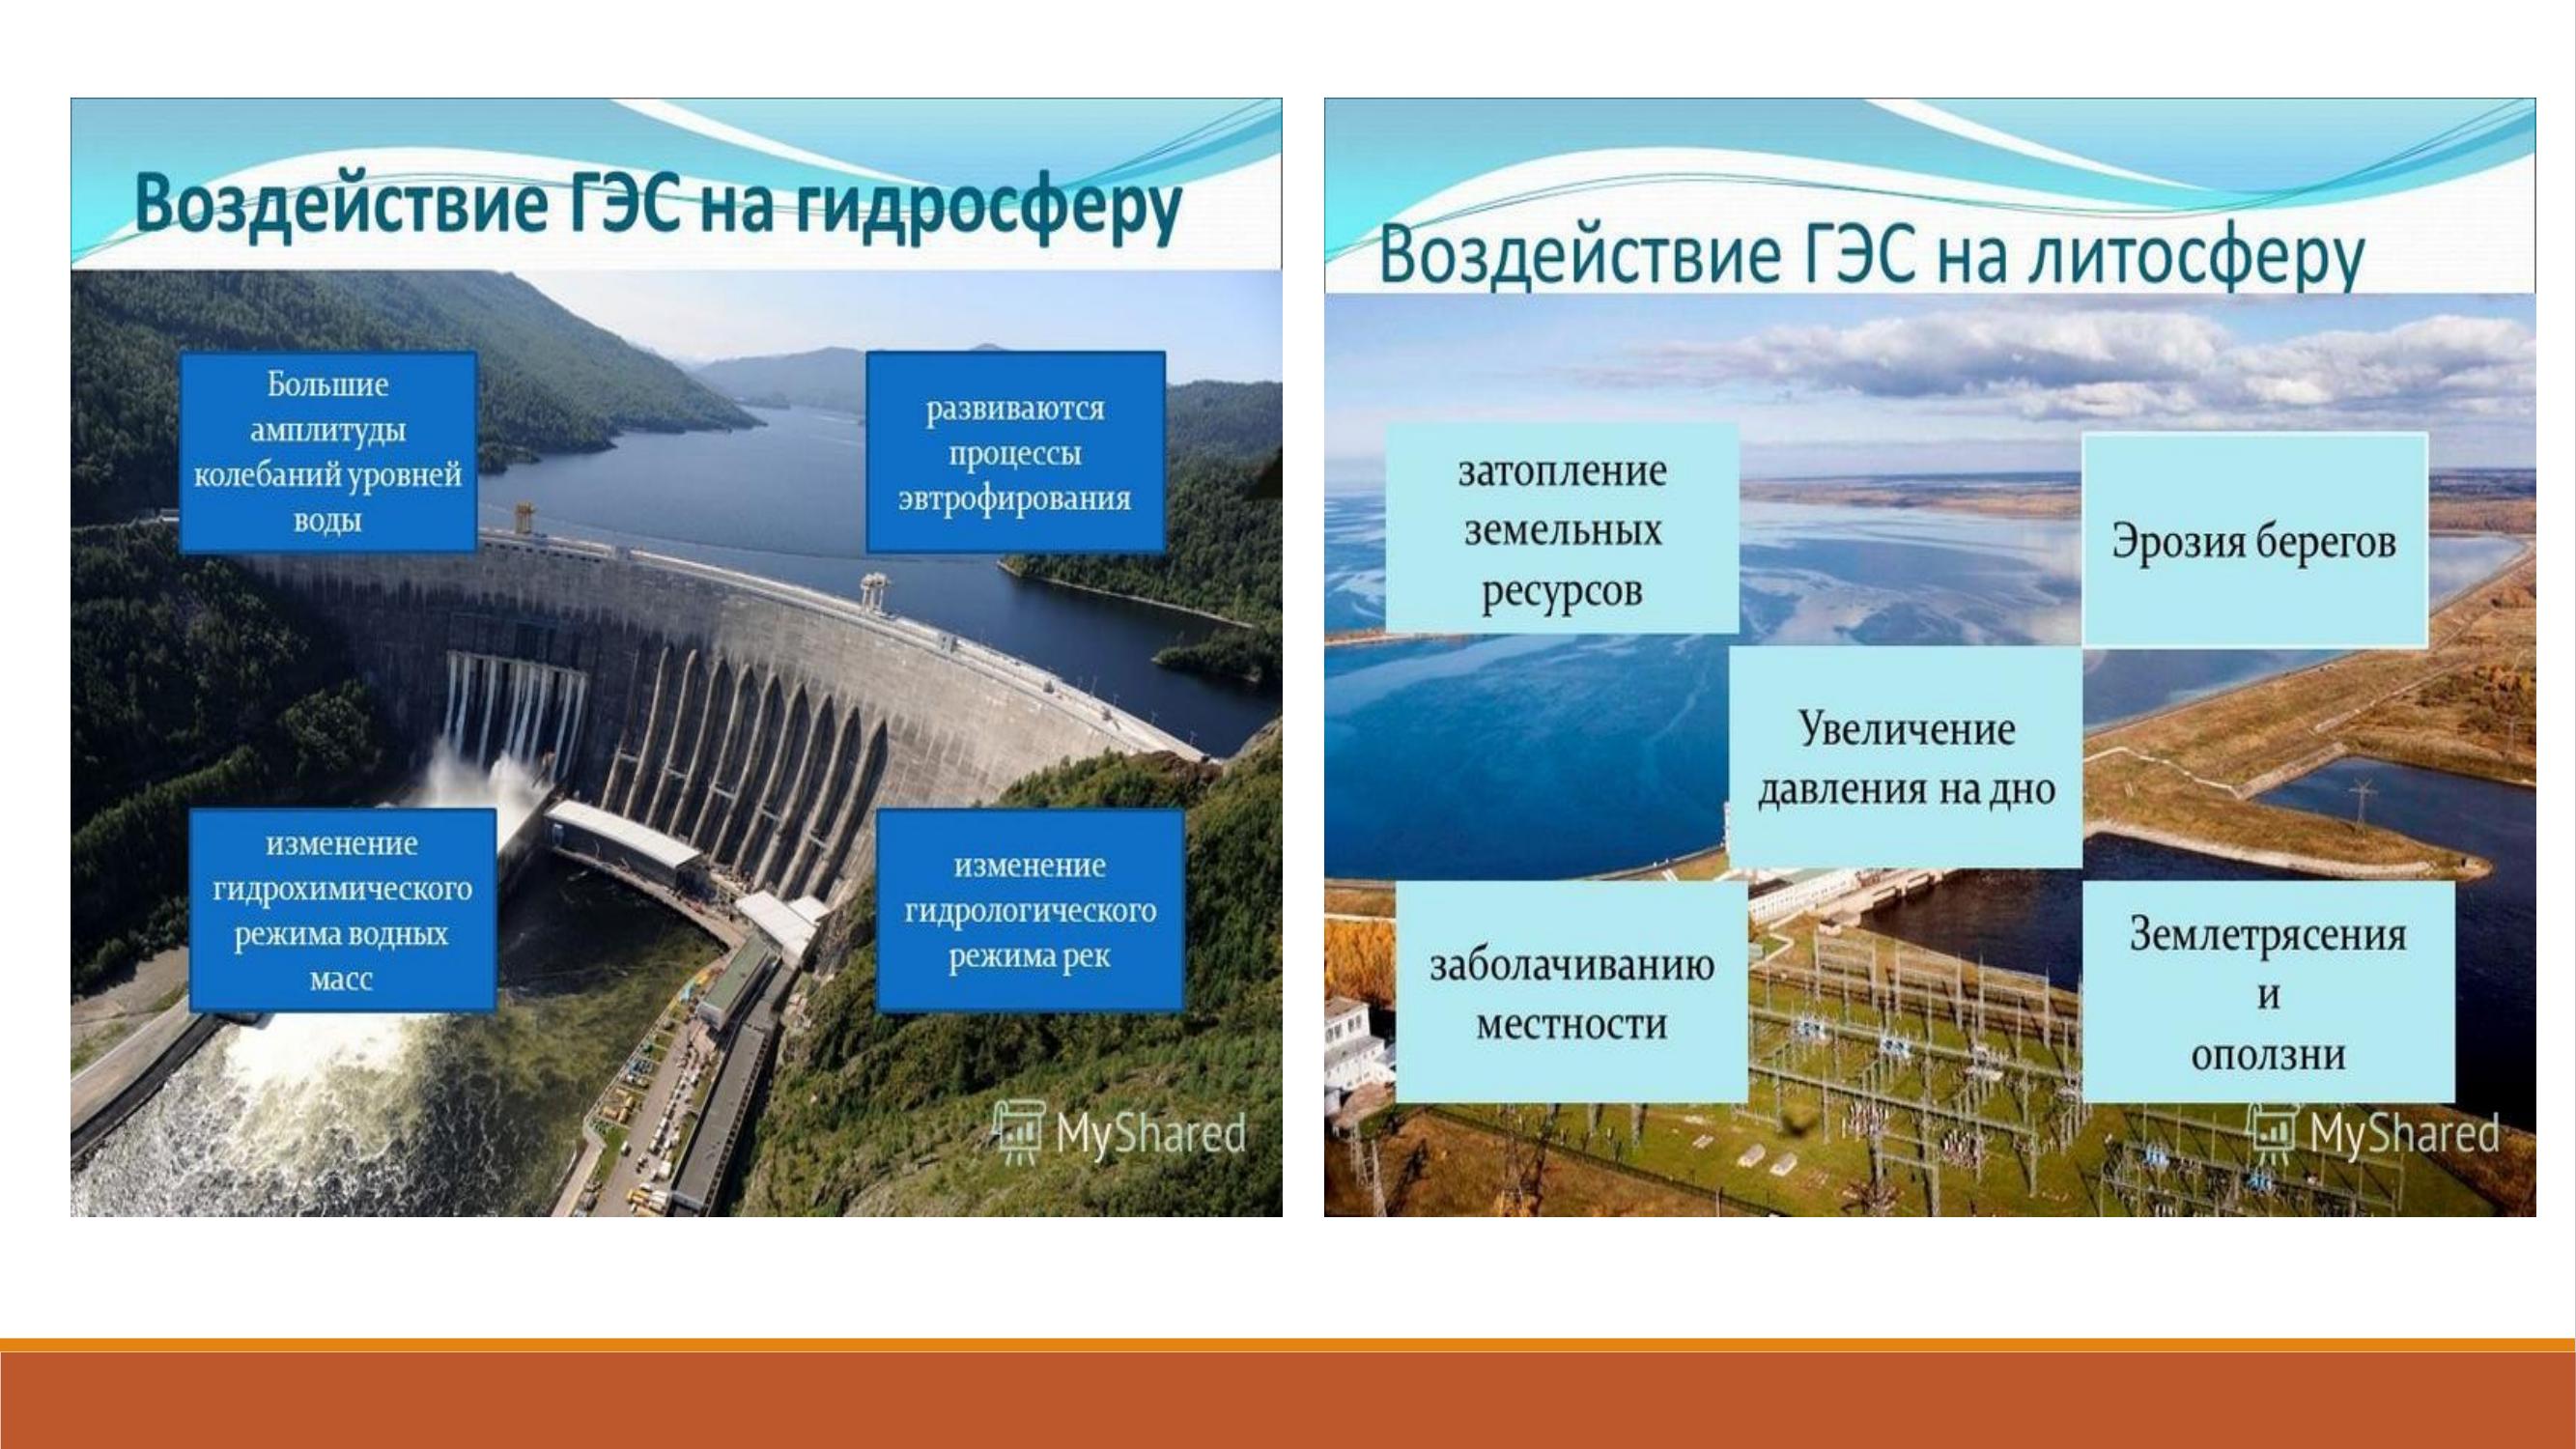 Воздействие ГЭС на гидросферу
Большие
амплитуды
колебаний уровней
воды
развиваются
процессы
эвтрофирования
изменение
гидрохимического
режима водных
масс
изменение
гидрологического
режима рек
MyShared
Воздействие ГЭС на литосферу
затопление
земельных
ресурсов
Эрозия берегов
Увеличение
давления на дно
заболачиванию
местности
Землетрясения
и
оползни
MyShared